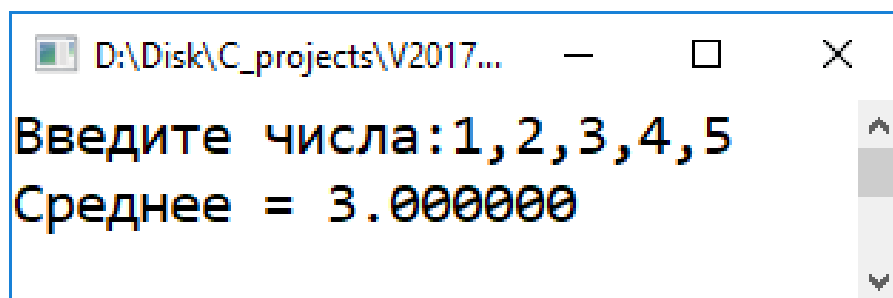 D:\Disk\C_projects\V2017...
Введите числа:1,2,3,4,5
Среднее = 3.000000